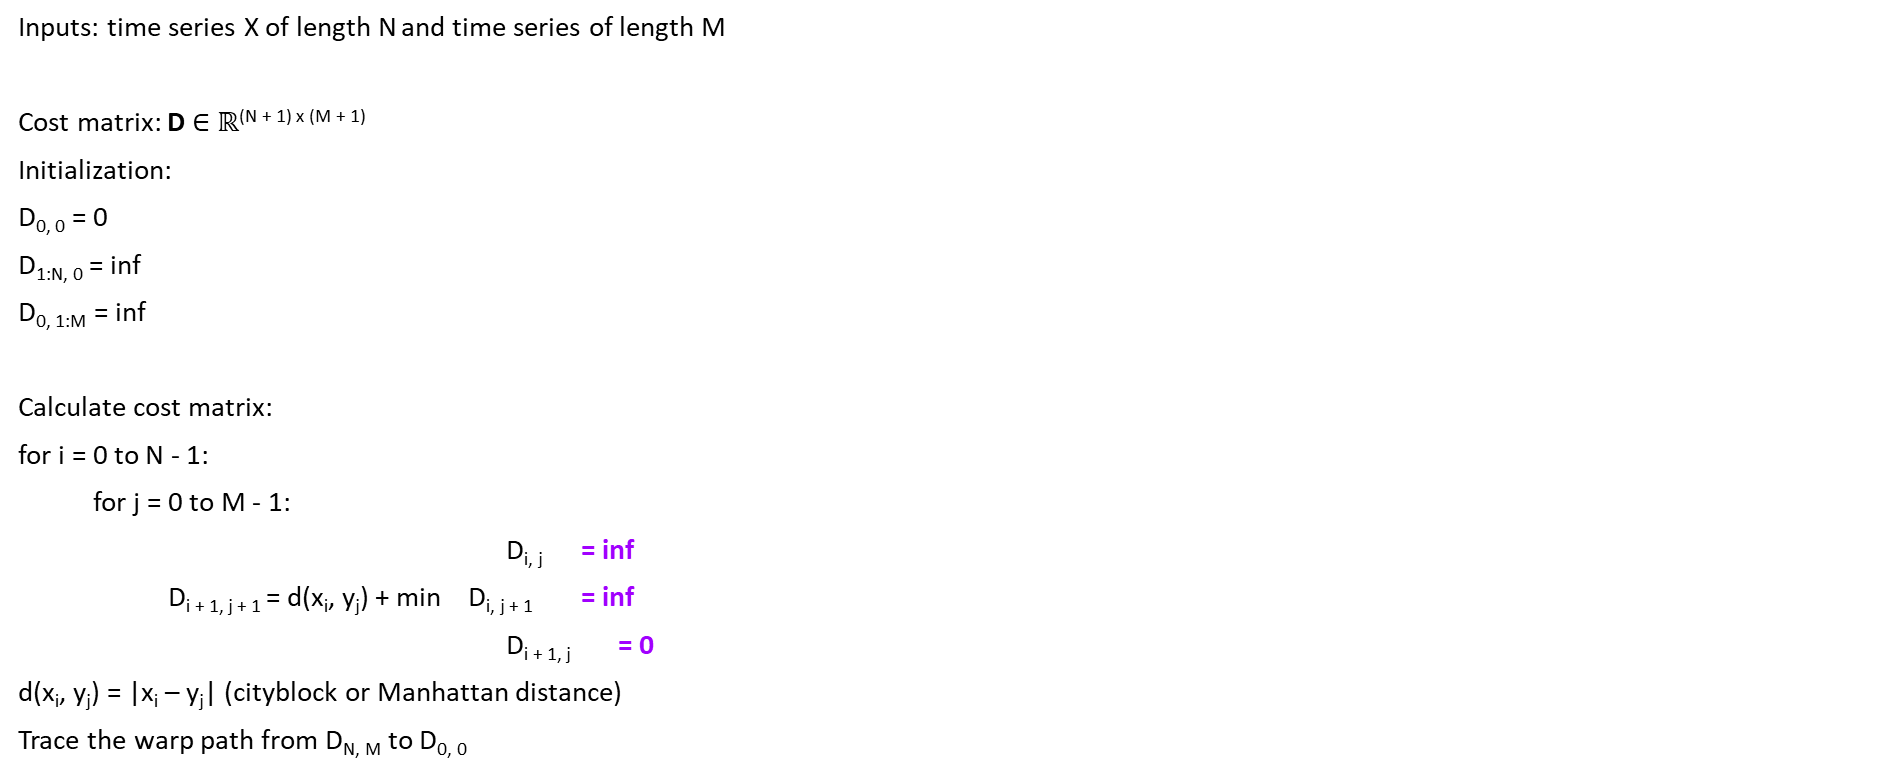 Inputs: time series X of length N and time series of length M
Cost matrix: D ∈ ℝ(N + 1) x (M + 1)
Initialization:
D0, 0 = 0
D1:N, 0 = inf
D0, 1:M = inf
Calculate cost matrix:
for i = 0 to N - 1:
for j = 0 to M - 1:
Di, j = inf
Di + 1, j + 1 = d(xi, yj) + min Di, j + 1 = inf
Di + 1, j = 0
d(xi, yj) = |xi – yj| (cityblock or Manhattan distance)
Trace the warp path from DN, M to D0, 0